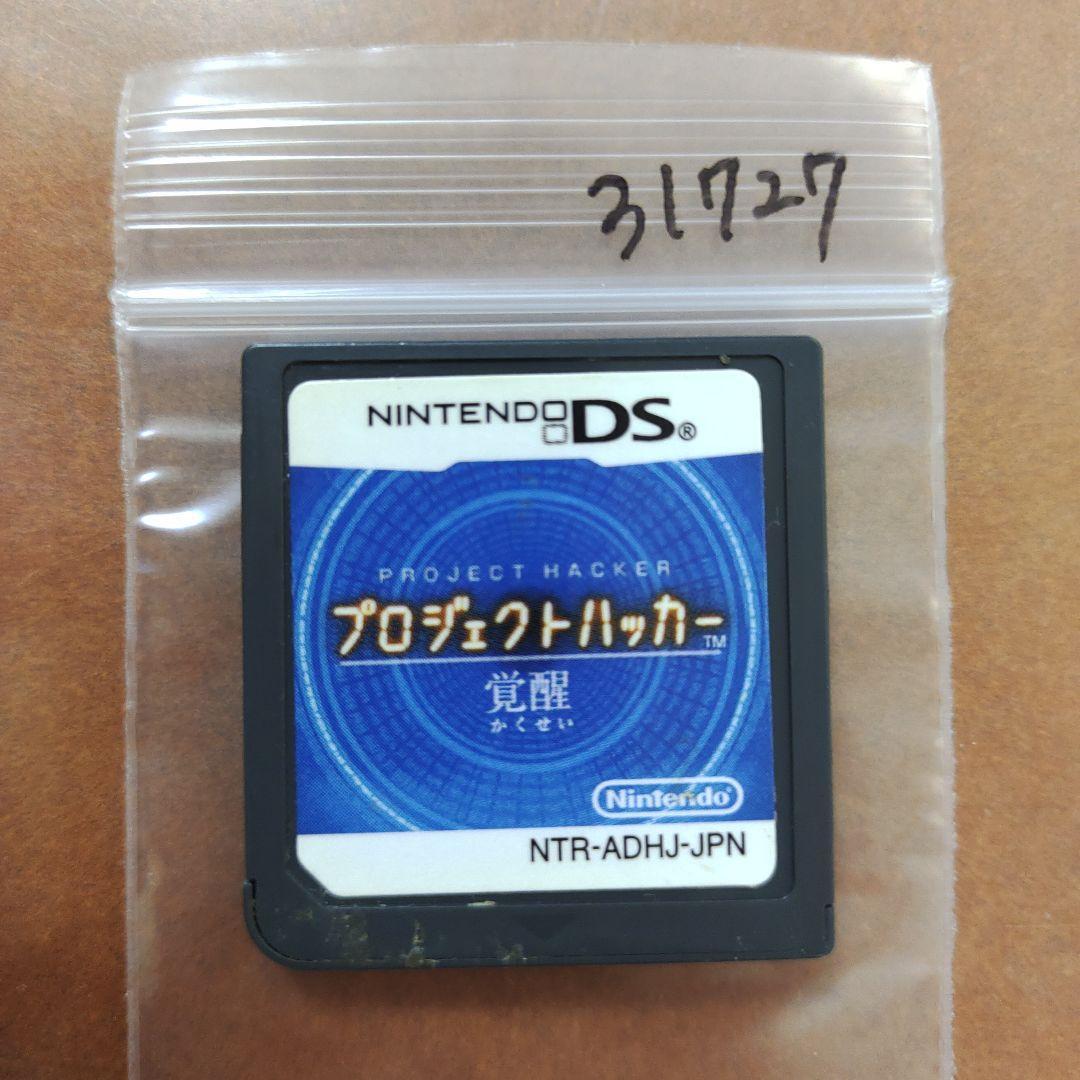 31727
NINTENDO DS®
PROJECT HACKER
プロジェクトハッカー™
覚醒
かくせい
Nintendo®
NTR-ADHJ-JPN